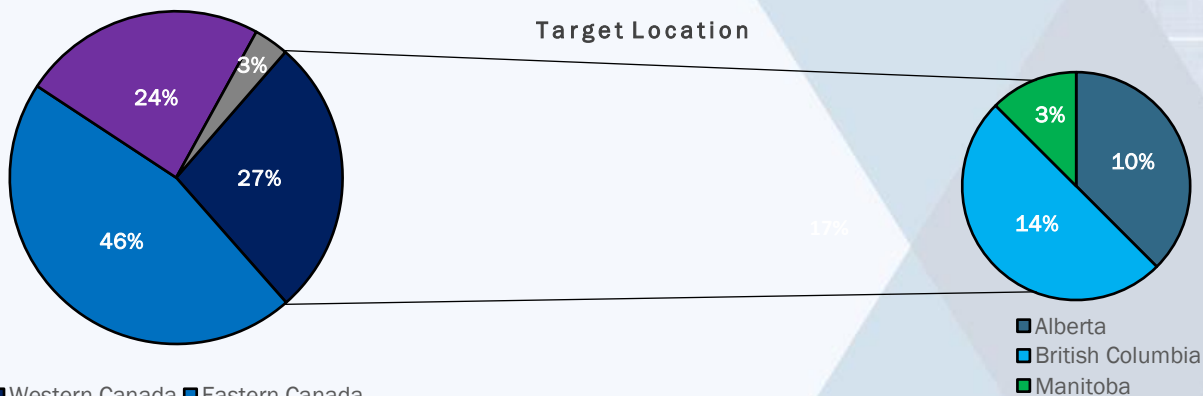 Target Location
3%
24%
27%
46%
17%
3%
10%
14%
Alberta
British Columbia
Manitoba
Western Canada Eastern Canada